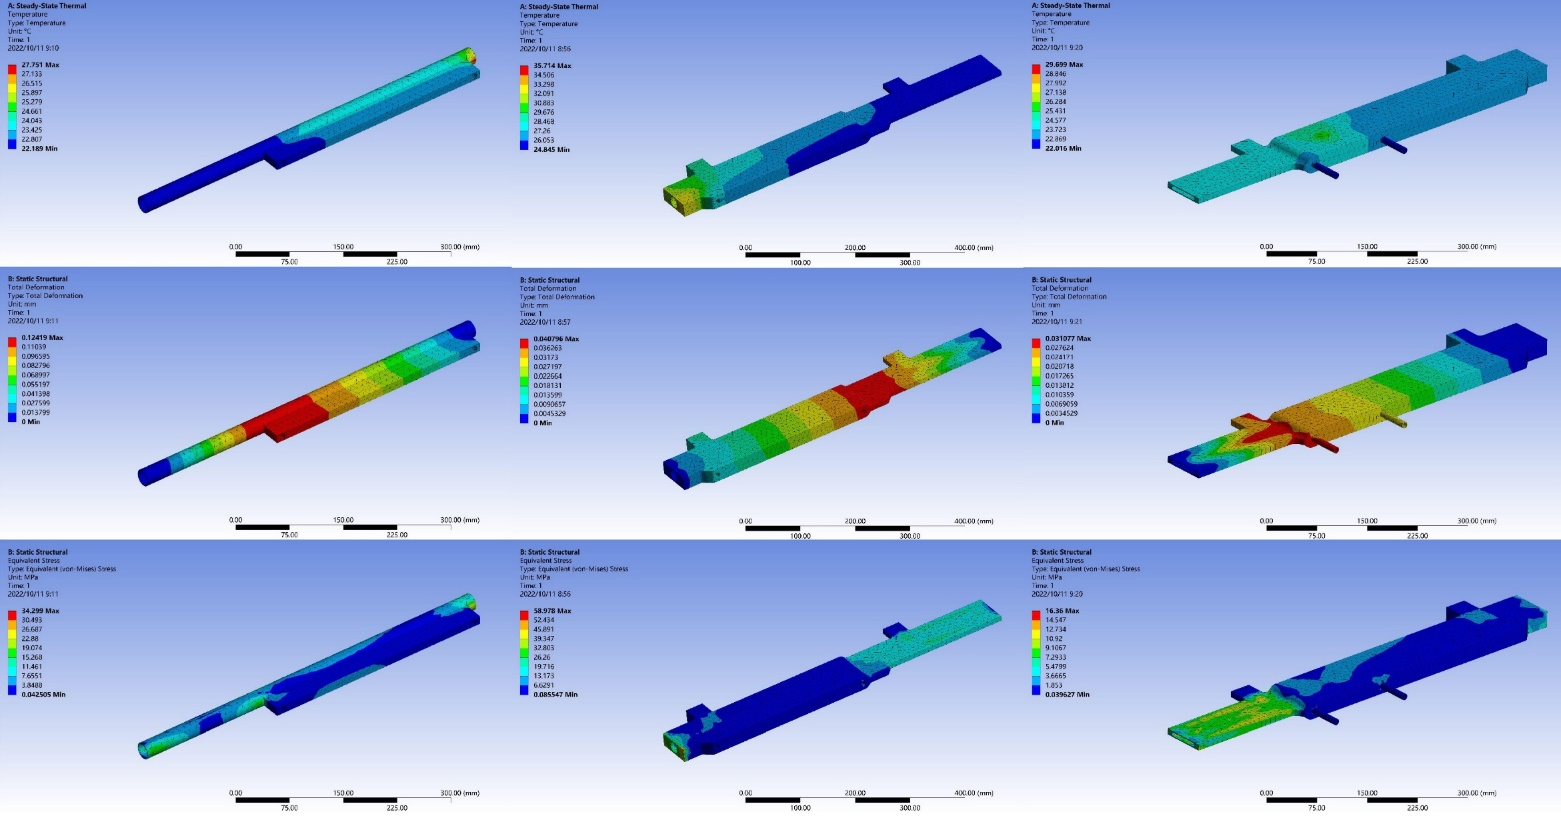 A: Steady-State Thermal
Temperature
Type: Temperature
Unit: °C
Time: 1
2022/10/11 9:10
27.751 Max
27.133
26.515
25.897
25.279
24.661
24.043
23.425
22.807
22.189 Min
0.00 150.00 300.00 (mm)
75.00 225.00
A: Steady-State Thermal
Temperature
Type: Temperature
Unit: °C
Time: 1
2022/10/11 8:56
35.714 Max
34.506
33.298
32.091
30.883
29.676
28.468
27.26
26.053
24.845 Min
0.00 200.00 400.00 (mm)
100.00 300.00
A: Steady-State Thermal
Temperature
Type: Temperature
Unit: °C
Time: 1
2022/10/11 9:20
29.699 Max
28.846
27.992
27.138
26.284
25.431
24.577
23.723
22.869
22.016 Min
0.00 150.00 300.00 (mm)
75.00 225.00
B: Static Structural
Total Deformation
Type: Total Deformation
Unit: mm
Time: 1
2022/10/11 9:11
0.12419 Max
0.11039
0.096595
0.082796
0.068997
0.055197
0.041398
0.027599
0.013799
0 Min
0.00 150.00 300.00 (mm)
75.00 225.00
B: Static Structural
Total Deformation
Type: Total Deformation
Unit: mm
Time: 1
2022/10/11 8:57
0.040796 Max
0.036263
0.03173
0.027197
0.022664
0.018131
0.013599
0.0090657
0.0045329
0 Min
0.00 200.00 400.00 (mm)
100.00 300.00
B: Static Structural
Total Deformation
Type: Total Deformation
Unit: mm
Time: 1
2022/10/11 9:21
0.031077 Max
0.027624
0.024171
0.020718
0.017265
0.013812
0.010359
0.0069059
0.0034529
0 Min
0.00 150.00 300.00 (mm)
75.00 225.00
B: Static Structural
Equivalent Stress
Type: Equivalent (von-Mises) Stress
Unit: MPa
Time: 1
2022/10/11 9:11
34.299 Max
30.493
26.687
22.88
19.074
15.268
11.461
7.6551
3.8488
0.042505 Min
0.00 150.00 300.00 (mm)
75.00 225.00
B: Static Structural
Equivalent Stress
Type: Equivalent (von-Mises) Stress
Unit: MPa
Time: 1
2022/10/11 8:56
58.978 Max
52.434
45.891
39.347
32.803
26.26
19.716
13.173
6.6291
0.085547 Min
0.00 200.00 400.00 (mm)
100.00 300.00
B: Static Structural
Equivalent Stress
Type: Equivalent (von-Mises) Stress
Unit: MPa
Time: 1
2022/10/11 9:20
16.36 Max
14.547
12.734
10.92
9.1067
7.2933
5.4799
3.6665
1.853
0.039627 Min
0.00 150.00 300.00 (mm)
75.00 225.00